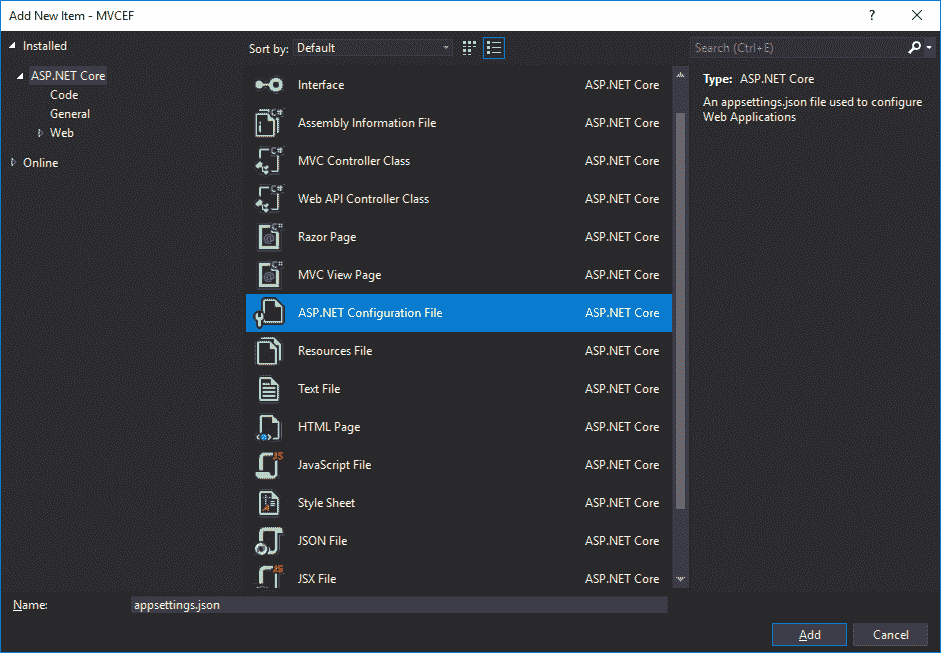 Add New Item - MVCEF
?
Installed
ASP.NET Core
Code
General
Web
Online
Sort by: Default
Search (Ctrl+E)
Interface ASP.NET Core
Assembly Information File ASP.NET Core
MVC Controller Class ASP.NET Core
Web API Controller Class ASP.NET Core
Razor Page ASP.NET Core
MVC View Page ASP.NET Core
ASP.NET Configuration File ASP.NET Core
Resources File ASP.NET Core
Text File ASP.NET Core
HTML Page ASP.NET Core
JavaScript File ASP.NET Core
Style Sheet ASP.NET Core
JSON File ASP.NET Core
JSX File ASP.NET Core
Type: ASP.NET Core
An appsettings.json file used to configure
Web Applications
Name: appsettings.json
Add Cancel